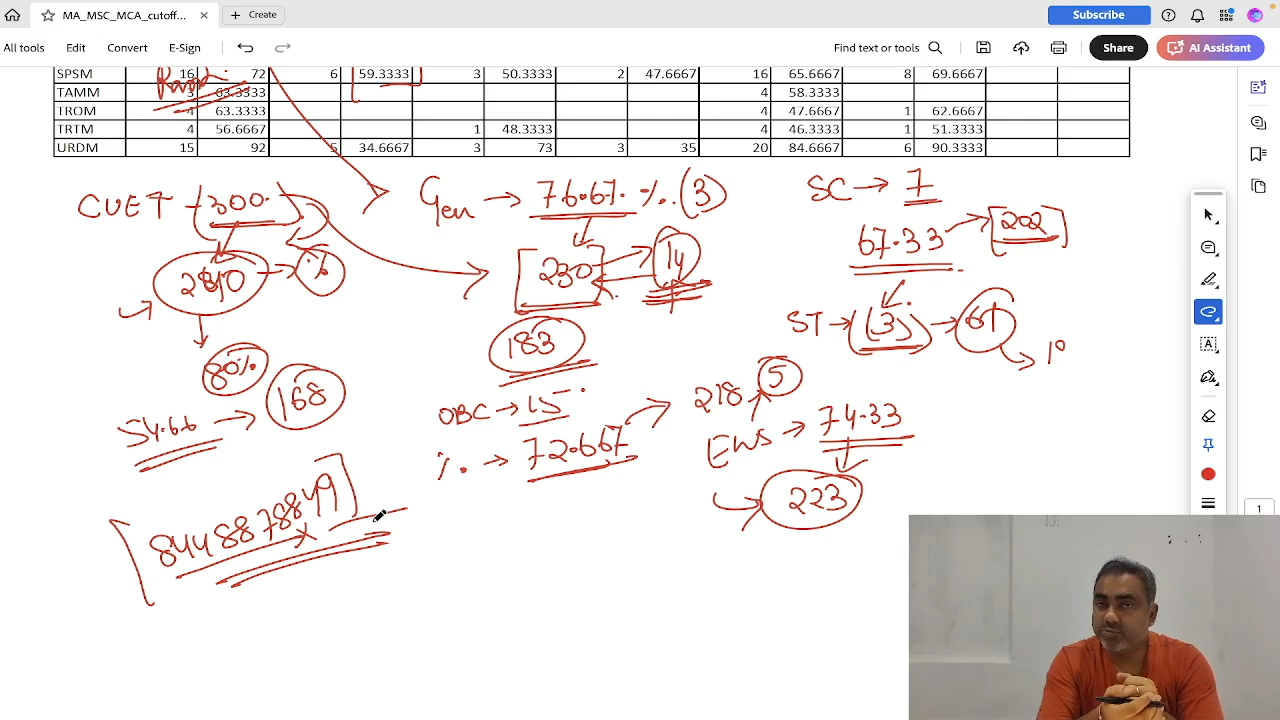 MA_MSC_MCA_cutoff...
Create
Subscribe
All tools Edit Convert E-Sign
Find text or tools
Share
AI Assistant
SPSM 16 72 6 59.3333 3 50.3333 2 47.6667 16 65.6667 8 69.6667
TAMM 3 63.3333 4 58.3333
TROM 4 63.3333 4 47.6667 1 62.6667
TRTM 4 56.6667 1 48.3333 4 46.3333 1 51.3333
URDM 15 92 5 34.6667 3 73 3 35 20 84.6667 6 90.3333
CUET → 300.
240 → %
80%
54.66 → 168
8448878849
Gen → 76.67. %. (3)
230 14
183
OBC → 15
%. → 72.667
218 5
EWS → 74.33
223
SC → 7
67.33 → 202
ST → (3) → 61
1